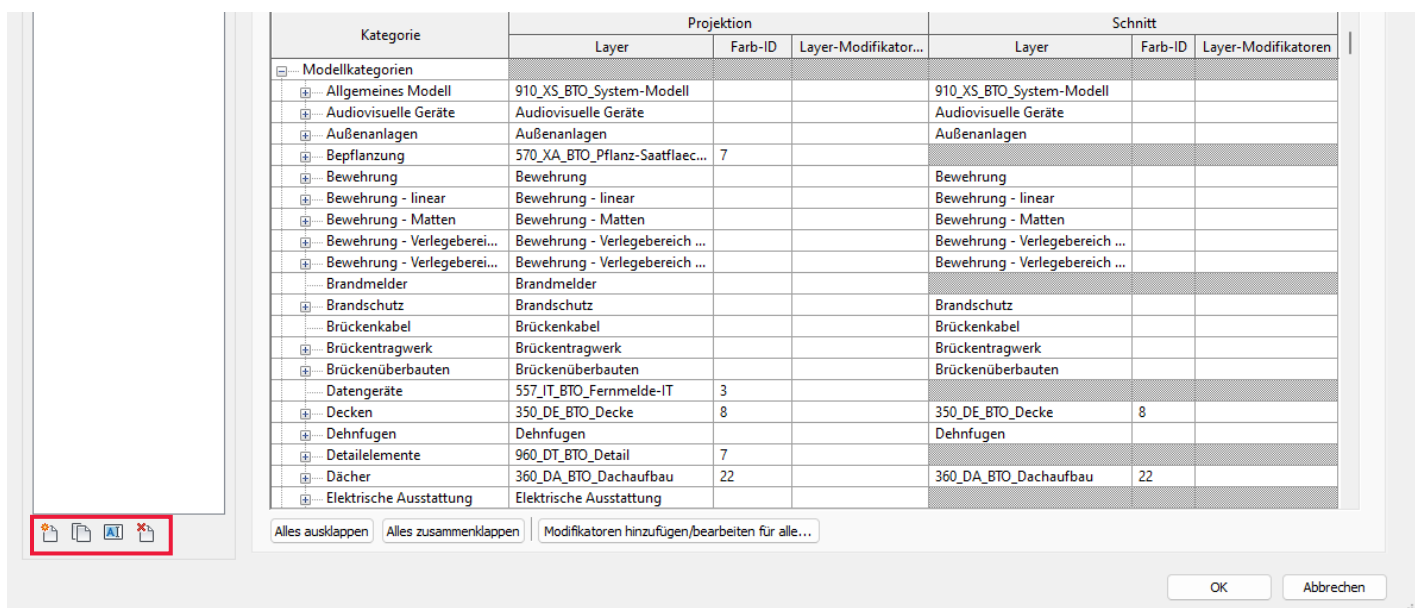 Kategorie Projektion Schnitt
Layer Farb-ID Layer-Modifikator... Layer Farb-ID Layer-Modifikatoren
Modellkategorien
Allgemeines Modell 910_XS_BTO_System-Modell 910_XS_BTO_System-Modell
Audiovisuelle Geräte Audiovisuelle Geräte Audiovisuelle Geräte
Außenanlagen Außenanlagen Außenanlagen
Bepflanzung 570_XA_BTO_Pflanz-Saatflaec... 7
Bewehrung Bewehrung Bewehrung
Bewehrung - linear Bewehrung - linear Bewehrung - linear
Bewehrung - Matten Bewehrung - Matten Bewehrung - Matten
Bewehrung - Verlegeberei... Bewehrung - Verlegebereich ... Bewehrung - Verlegebereich ...
Bewehrung - Verlegeberei... Bewehrung - Verlegebereich ... Bewehrung - Verlegebereich ...
Brandmelder Brandmelder
Brandschutz Brandschutz Brandschutz
Brückenkabel Brückenkabel Brückenkabel
Brückentragwerk Brückentragwerk Brückentragwerk
Brückenüberbauten Brückenüberbauten Brückenüberbauten
Datengeräte 557_IT_BTO_Fernmelde-IT 3
Decken 350_DE_BTO_Decke 8 350_DE_BTO_Decke 8
Dehnfugen Dehnfugen Dehnfugen
Detailelemente 960_DT_BTO_Detail 7
Dächer 360_DA_BTO_Dachaufbau 22 360_DA_BTO_Dachaufbau 22
Elektrische Ausstattung Elektrische Ausstattung
AI Alles ausklappen Alles zusammenklappen Modifikatoren hinzufügen/bearbeiten für alle...
OK Abbrechen